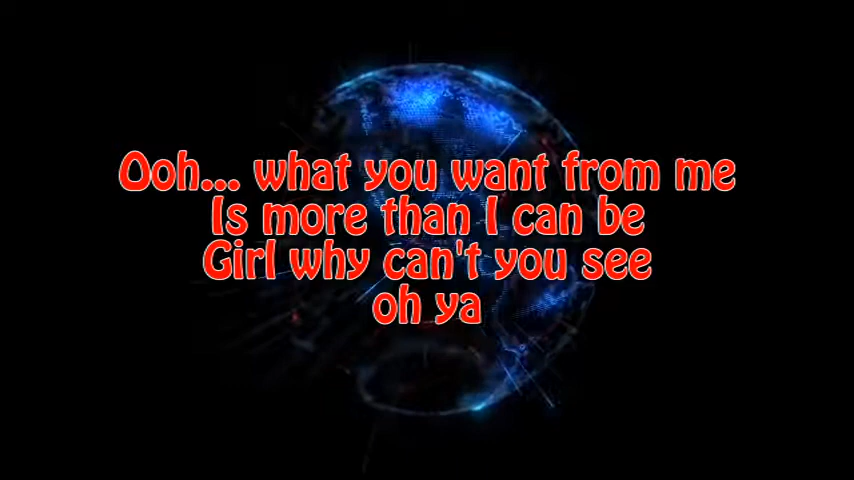 Ooh... what you want from me
Is more than I can be
Girl why can't you see
oh ya